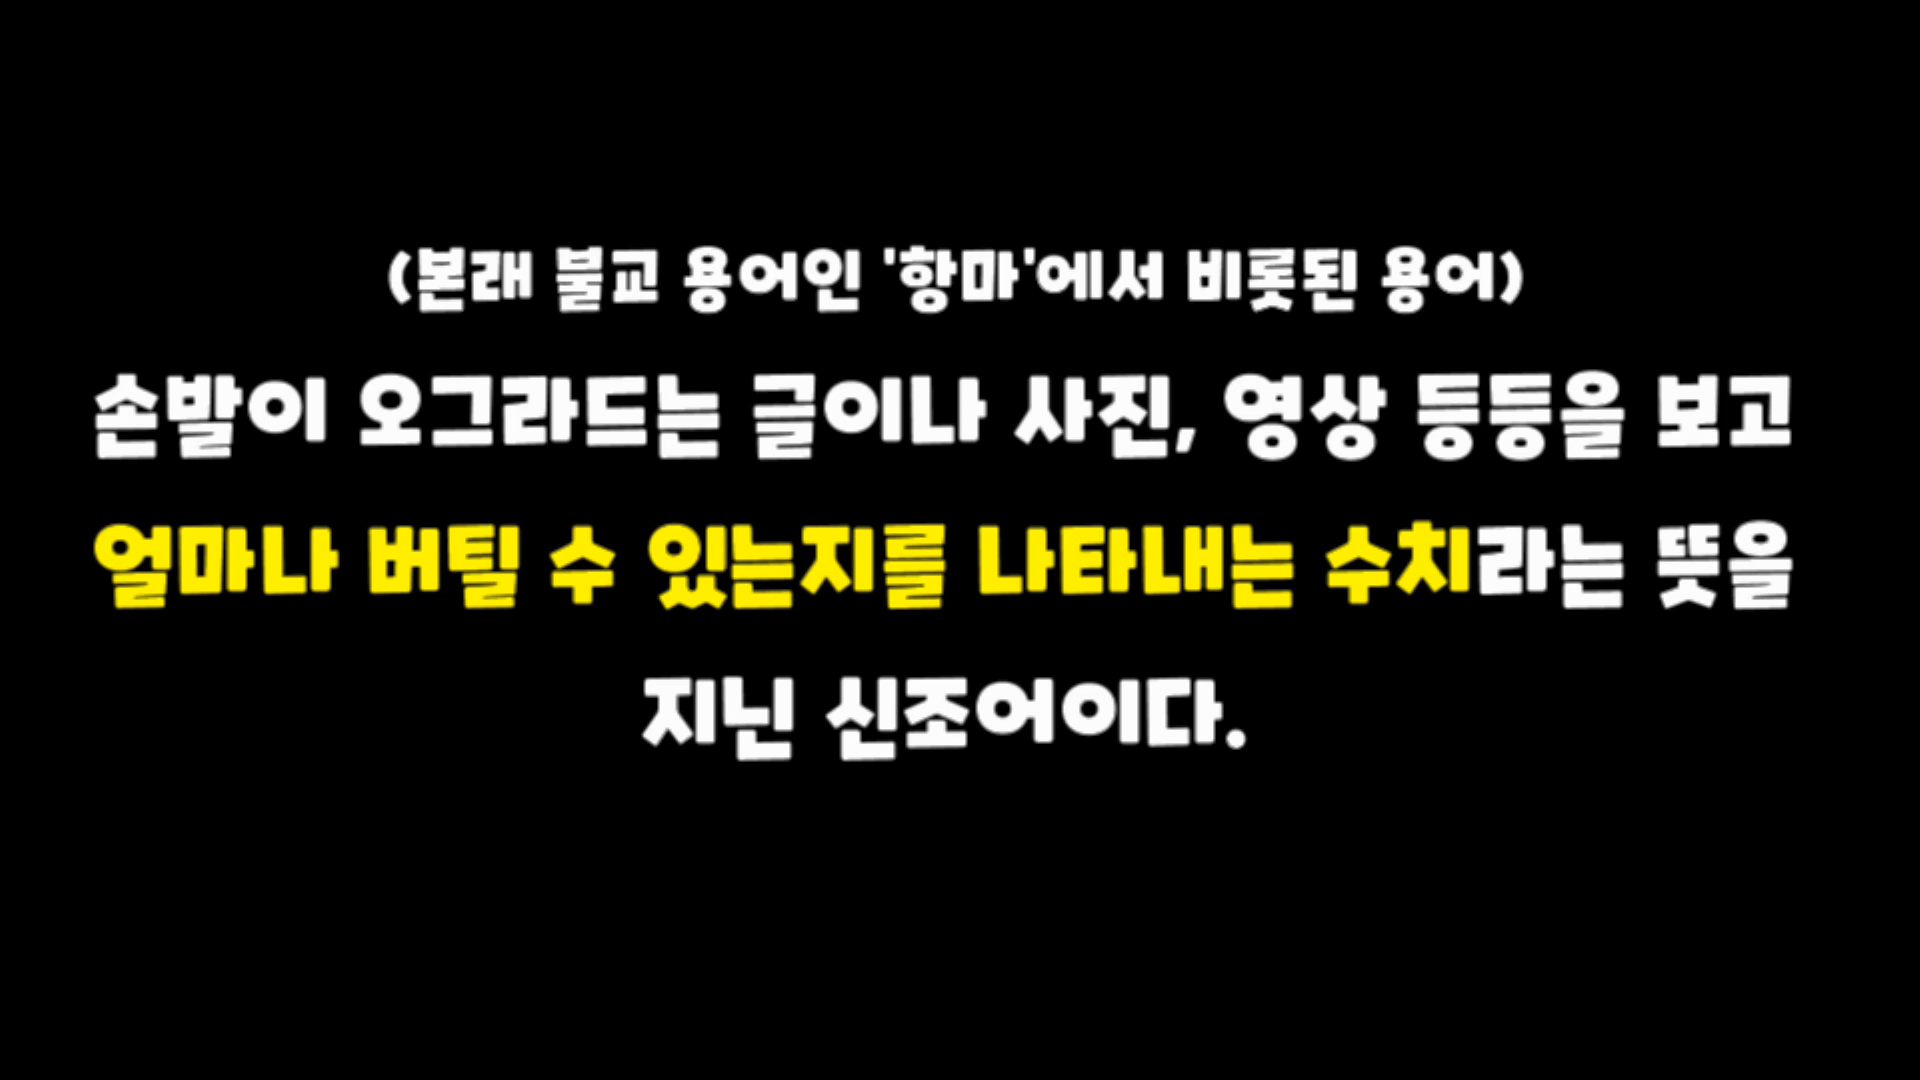 (본래 불교 용어인 '항마'에서 비롯된 용어)
손발이 오그라드는 글이나 사진, 영상 등등을 보고
얼마나 버틸 수 있는지를 나타내는 수치라는 뜻을
지닌 신조어이다.